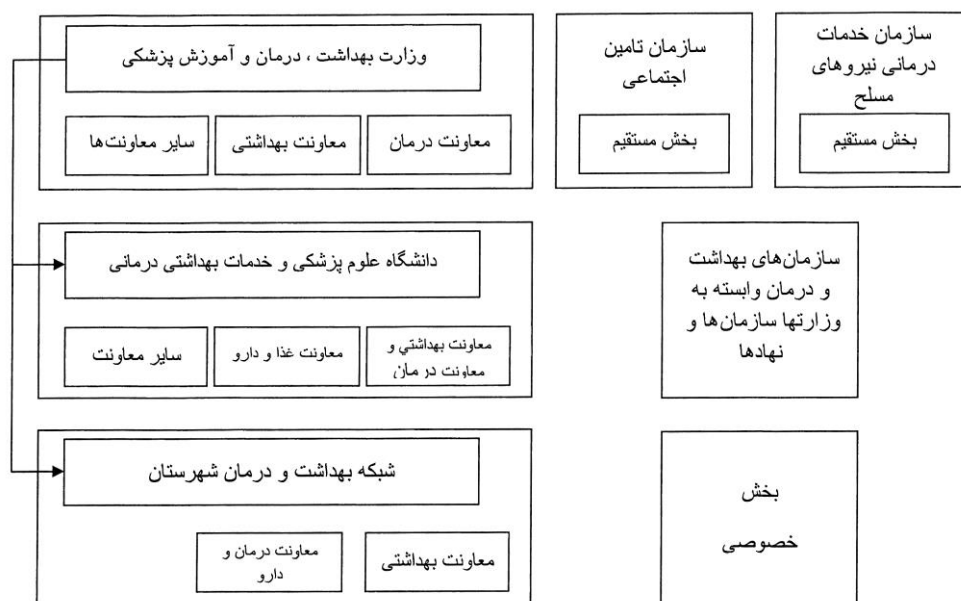 سازمان خدمات
درمانی نیروهای
مسلح
بخش مستقیم
سازمان تامین
اجتماعی
بخش مستقیم
وزارت بهداشت ، درمان و آموزش پزشکی
معاونت درمان
معاونت بهداشتی
سایر معاونت‌ها
سازمان‌های بهداشت
و درمان وابسته به
وزارتها سازمان‌ها و
نهادها
دانشگاه علوم پزشکی و خدمات بهداشتی درمانی
معاونت بهداشتي و
معاونت درمان
معاونت غذا و دارو
سایر معاونت
بخش
خصوصی
شبکه بهداشت و درمان شهرستان
معاونت بهداشتی
معاونت درمان و
دارو